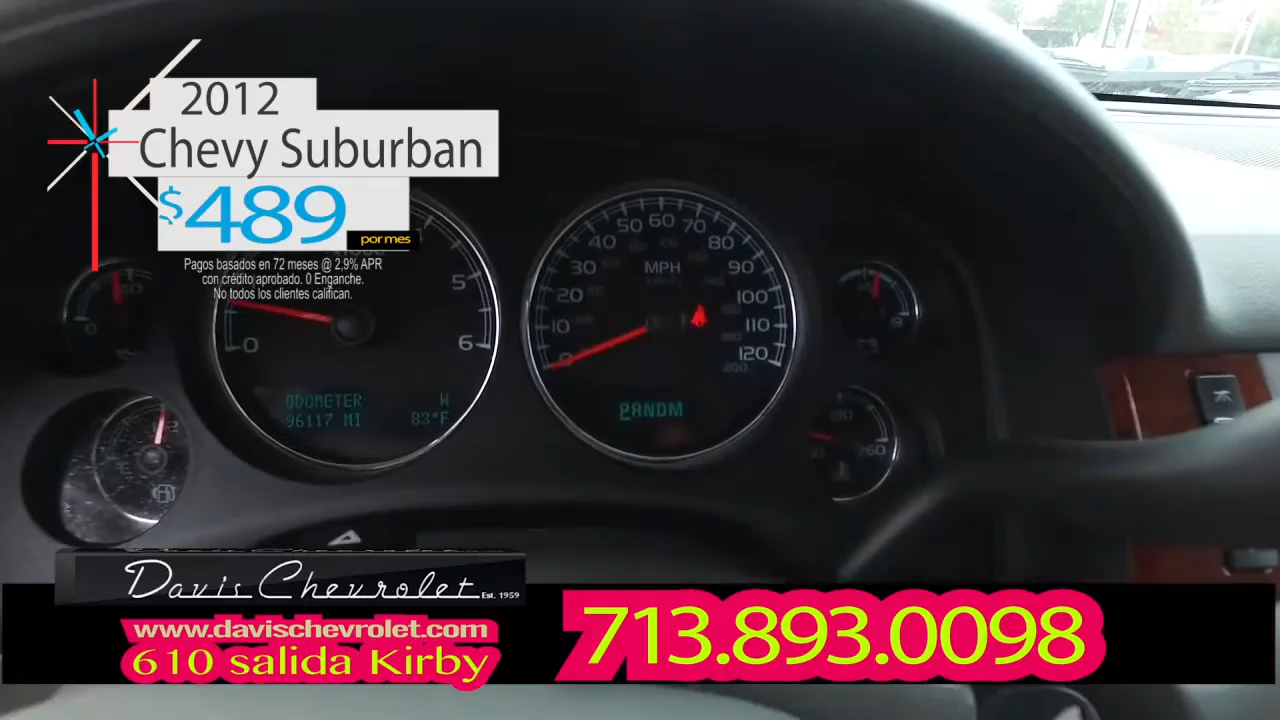 2012
Chevy Suburban
$489
por mes
Pagos basados en 72 meses @ 2,9% APR
con crédito aprobado. 0 Enganche.
No todos los clientes califican.
0
5
6
ODOMETER W
96117 MI 83°F
0 10 20 30 40 50 60 70 80 90 100 110 120
MPH
PRNDM
260
Davis Chevrolet Est. 1959
www.davischevrolet.com
610 salida Kirby
713.893.0098